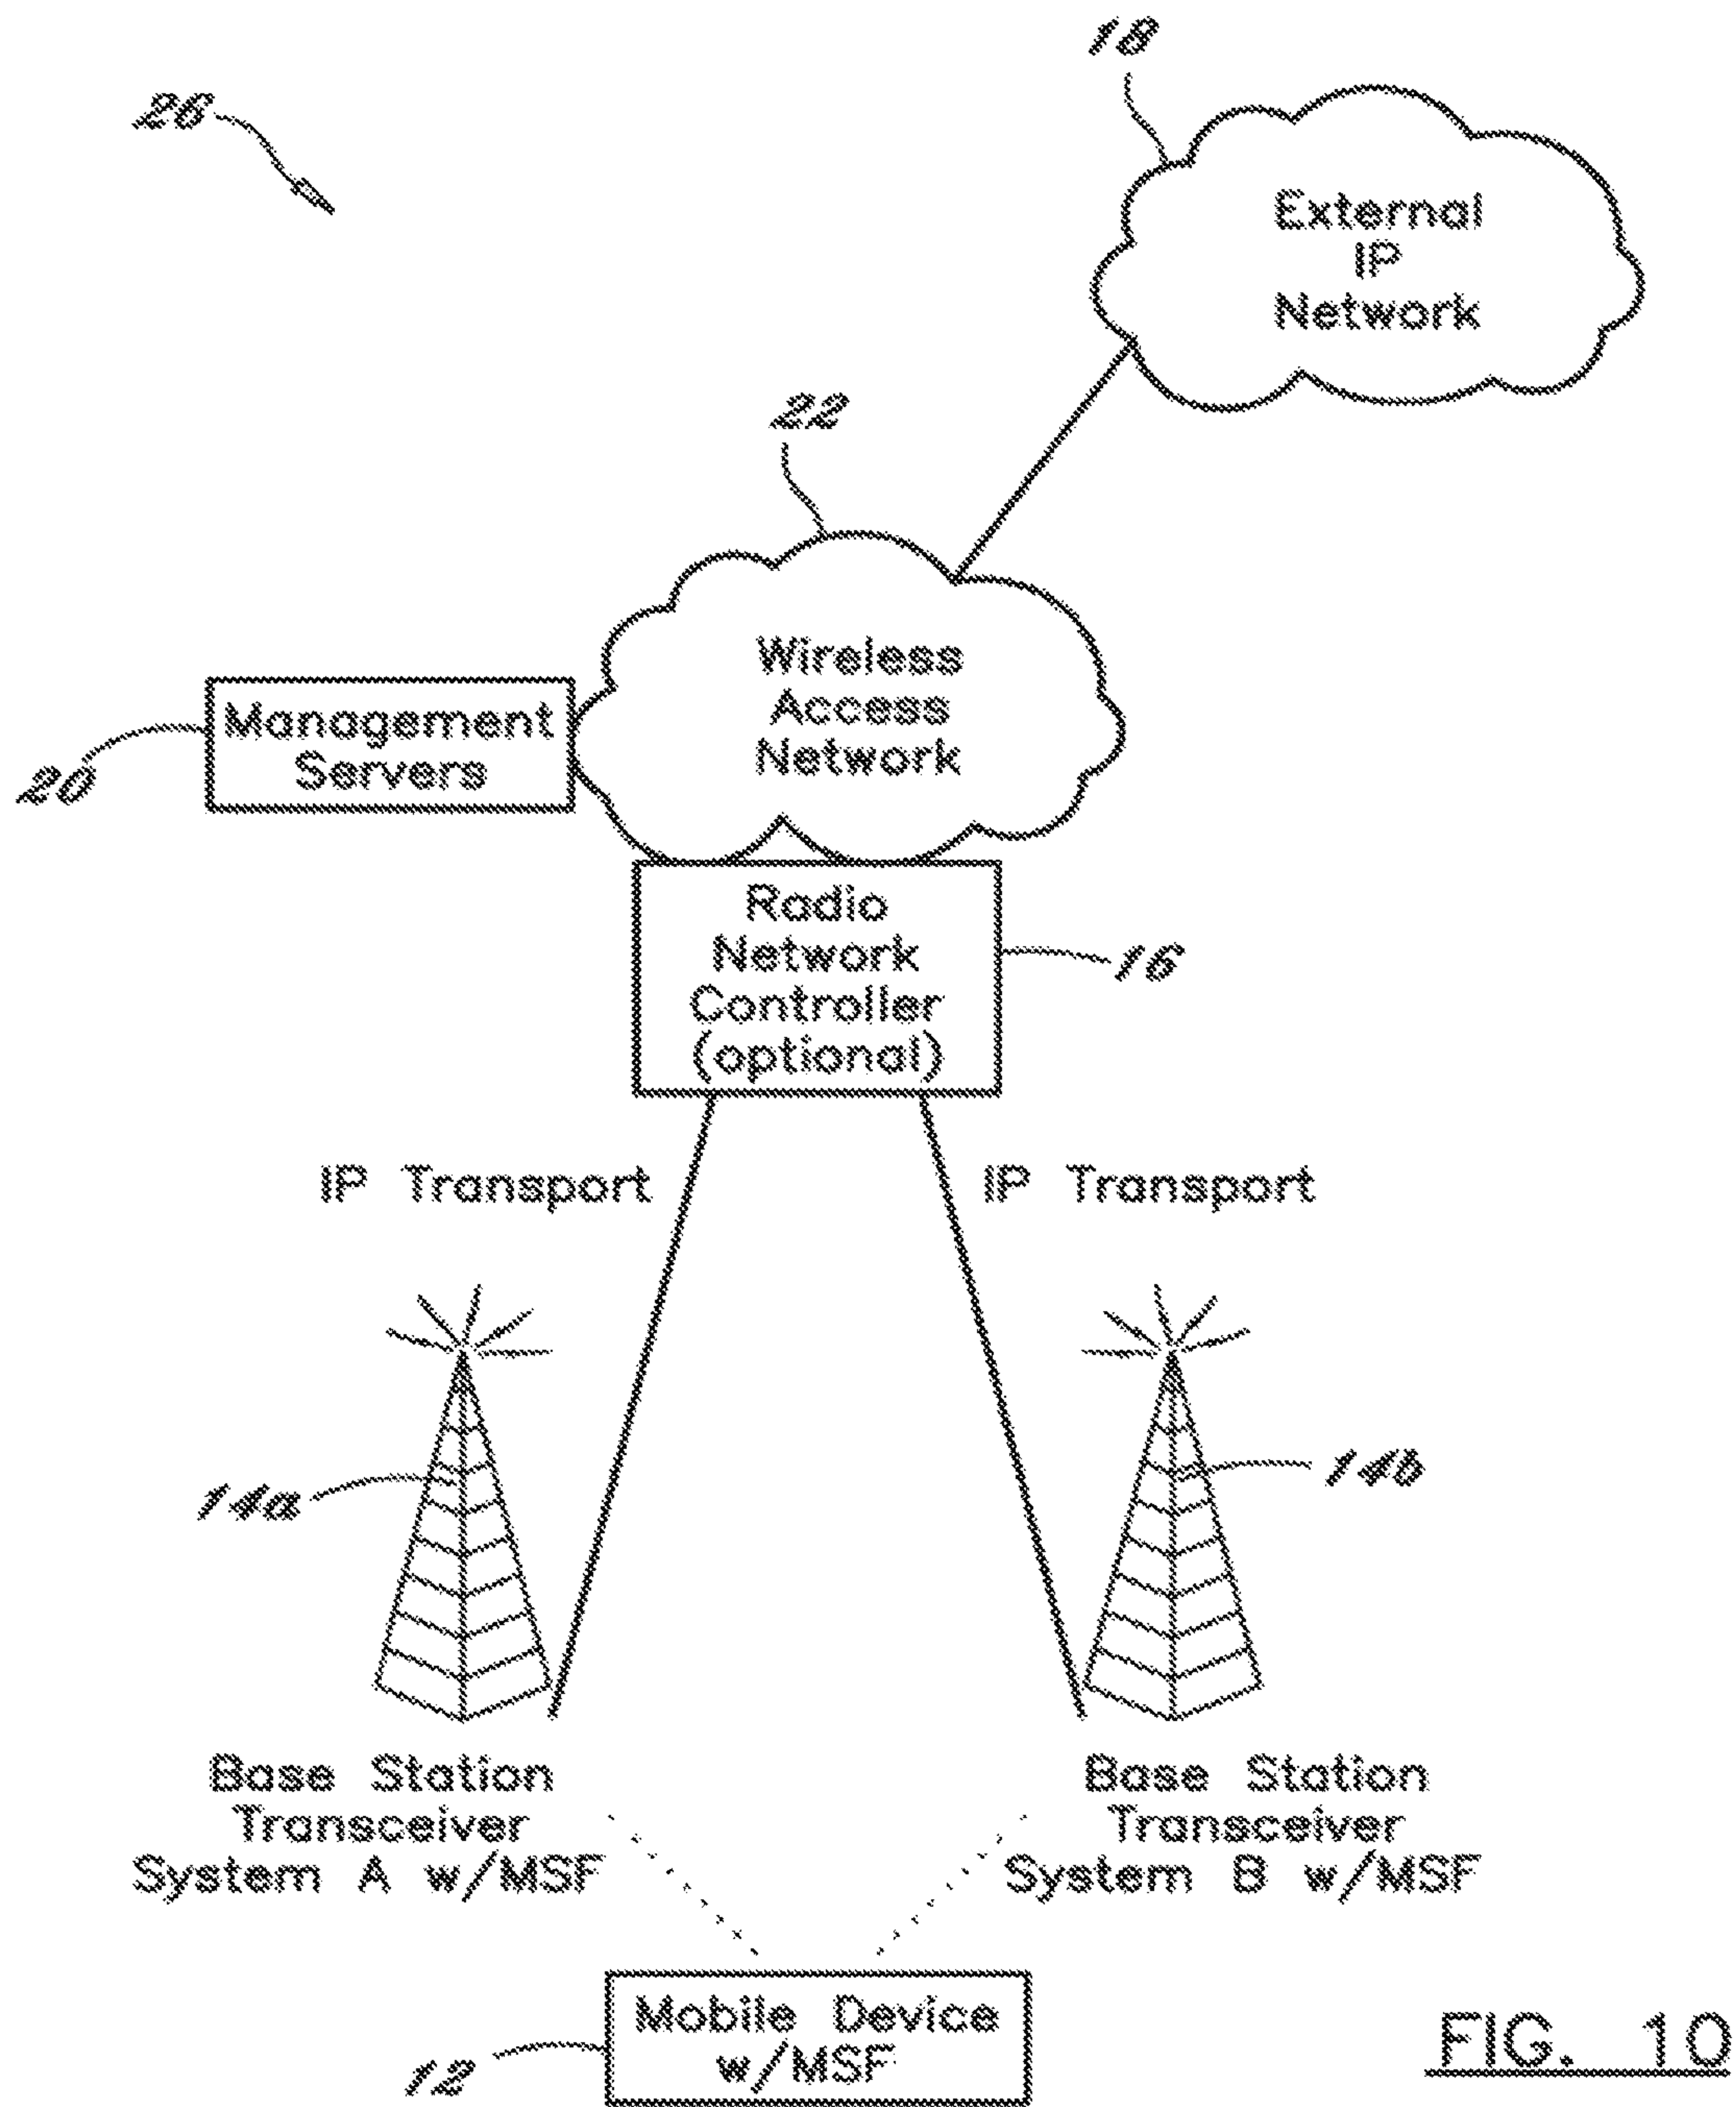 18
26
External
IP
Network
22
Wireless
Access
Network
Management
Servers
20
Radio
Network
Controller
(optional)
16
IP Transport
IP Transport
14a
14b
Base Station
Transceiver
System A w/MSF
Base Station
Transceiver
System B w/MSF
Mobile Device
w/MSF
12
FIG. 10